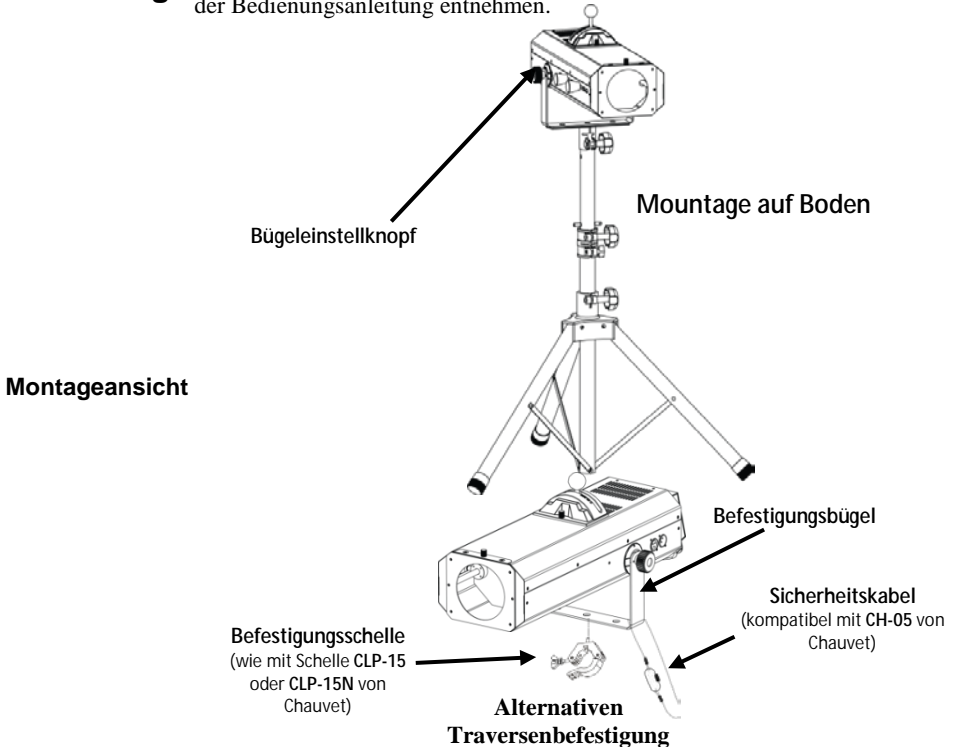 der Bedienungsanleitung entnehmen.
Bügeleinstellknopf
Mountage auf Boden
Montageansicht
Befestigungsbügel
Sicherheitskabel
(kompatibel mit CH-05 von
Chauvet)
Befestigungsschelle
(wie mit Schelle CLP-15
oder CLP-15N von
Chauvet)
Alternativen
Traversenbefestigung